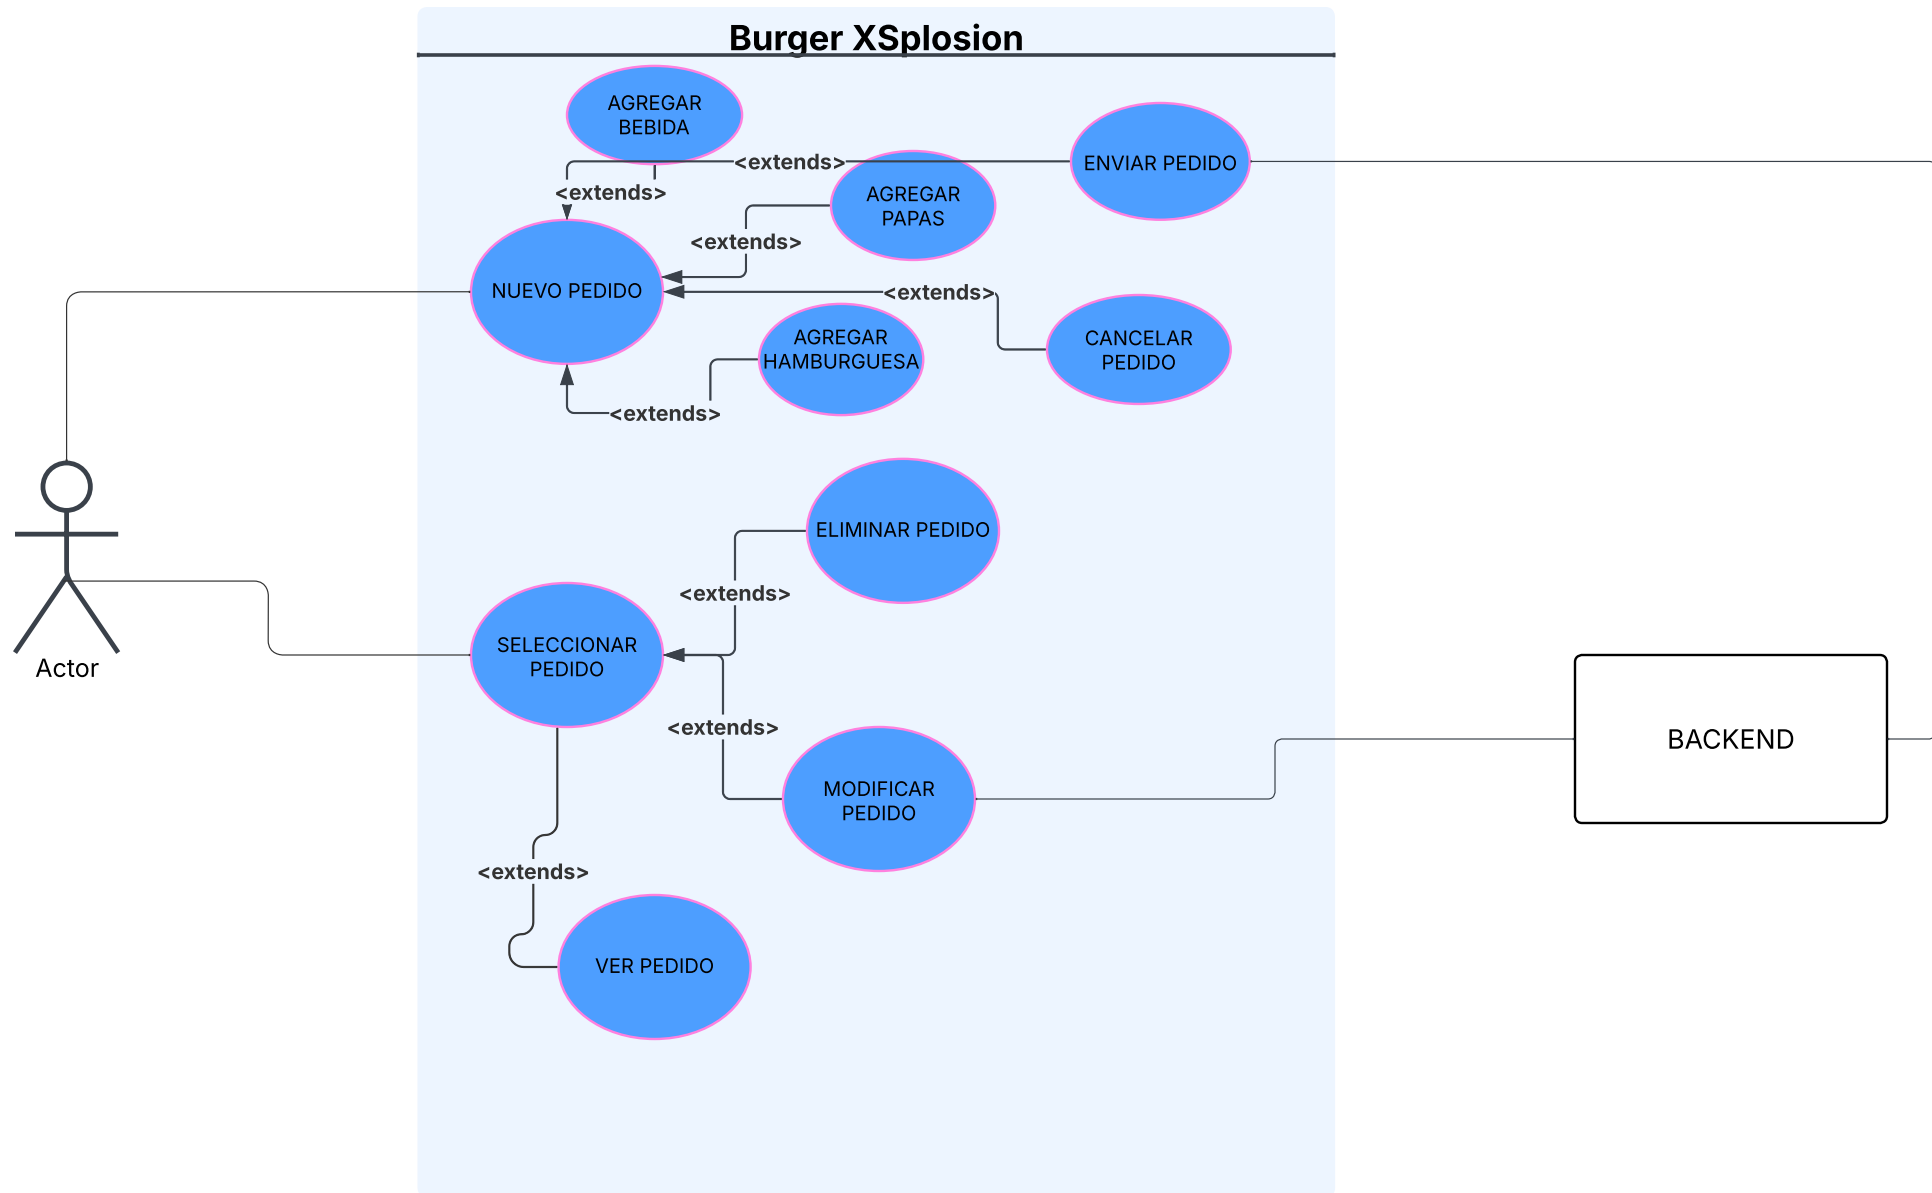 Burger XSplosion
AGREGAR
BEBIDA
<extends>
ENVIAR PEDIDO
<extends>
AGREGAR
PAPAS
<extends>
NUEVO PEDIDO
<extends>
AGREGAR
HAMBURGUESA
CANCELAR
PEDIDO
<extends>
ELIMINAR PEDIDO
<extends>
SELECCIONAR
PEDIDO
Actor
<extends>
MODIFICAR
PEDIDO
BACKEND
<extends>
VER PEDIDO